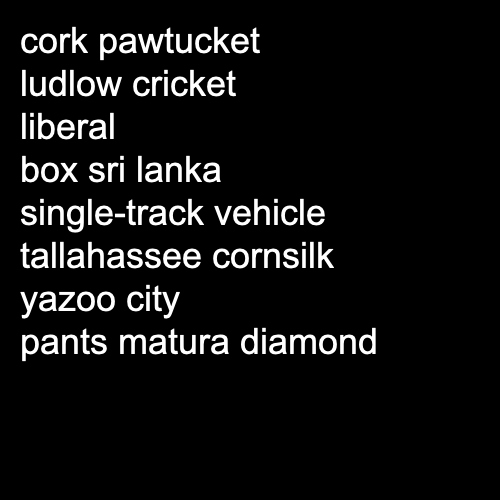 cork pawtucket
ludlow cricket
liberal
box sri lanka
single-track vehicle
tallahassee cornsilk
yazoo city
pants matura diamond